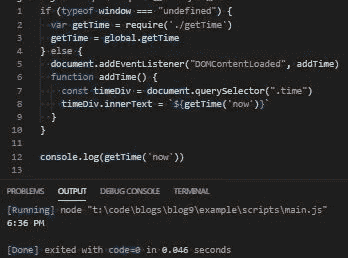 1 if (typeof window === "undefined") {
2 var getTime = require('./getTime')
3 getTime = global.getTime
4 } else {
5 document.addEventListener("DOMContentLoaded", addTime)
6 function addTime() {
7 const timeDiv = document.querySelector(".time")
8 timeDiv.innerText = `${getTime('now')}`
9 }
10 }
11
12 console.log(getTime('now'))
13
PROBLEMS OUTPUT DEBUG CONSOLE TERMINAL
[Running] node "t:\code\blogs\blog9\example\scripts\main.js"
6:36 PM
[Done] exited with code=0 in 0.046 seconds